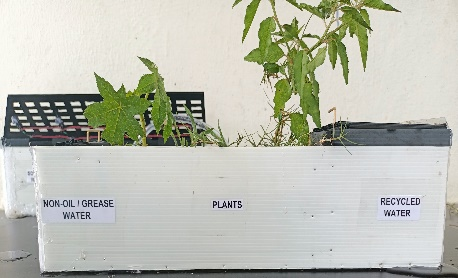 NON-OIL / GREASE
WATER
PLANTS
RECYCLED
WATER